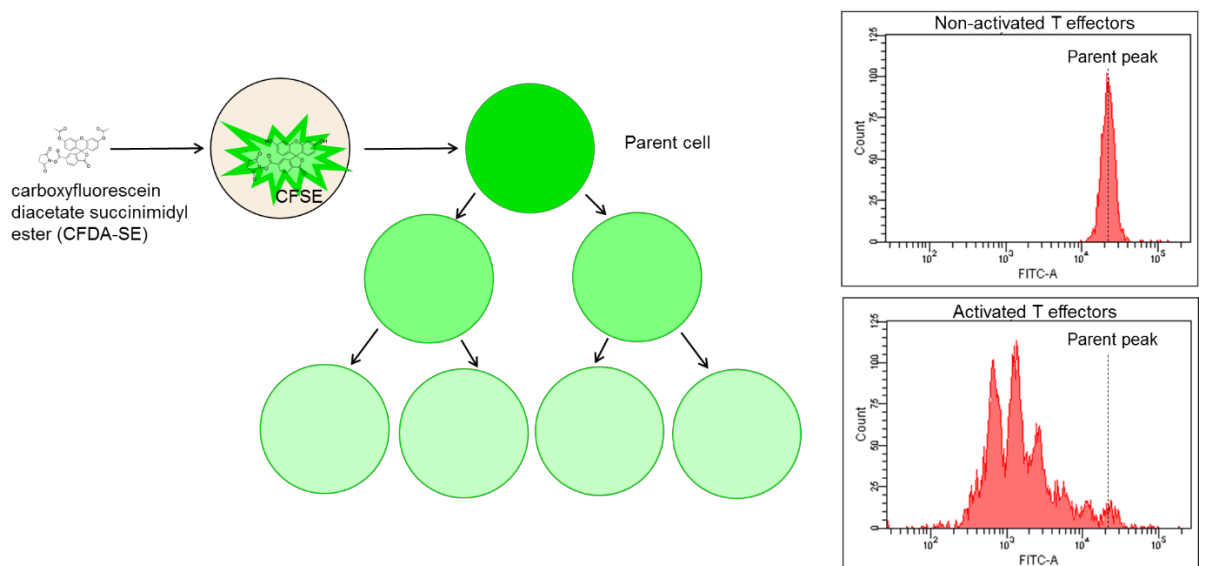 carboxyfluorescein
diacetate succinimidyl
ester (CFDA-SE)
CFSE
Parent cell
Non-activated T effectors
Parent peak
Count
125
100
75
50
25
0
10²
10³
10⁴
10⁵
FITC-A
Activated T effectors
Parent peak
Count
125
100
75
50
25
0
10²
10³
10⁴
10⁵
FITC-A